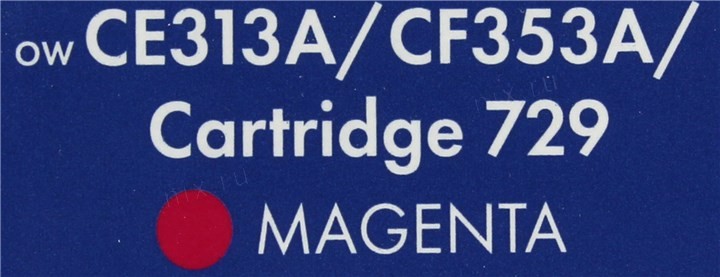 OW CE313A/CF353A/
Cartridge 729
MAGENTA